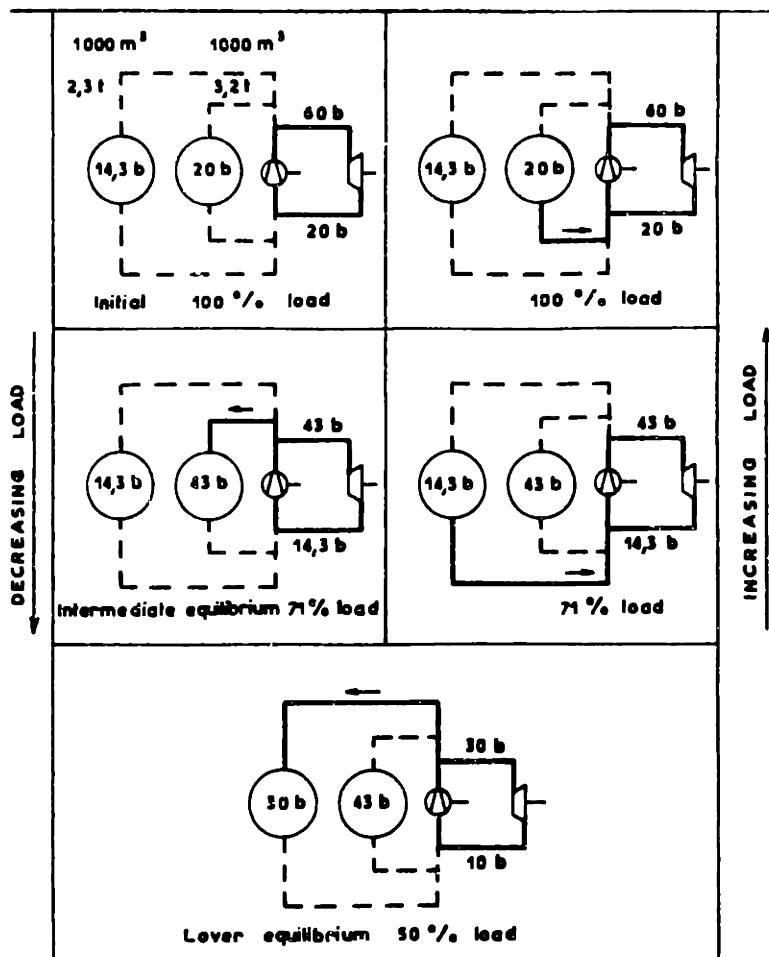 1000 m³ 1000 m³
2,3 t 3,2 t
60 b
14,3 b 20 b
20 b
Initial 100 % load
60 b
14,3 b 20 b
20 b
100 % load
DECREASING LOAD
43 b
14,3 b 43 b
14,3 b
Intermediate equilibrium 71% load
43 b
14,3 b 43 b
14,3 b
71 % load
INCREASING LOAD
30 b
30 b 43 b
10 b
Lover equilibrium 50 % load